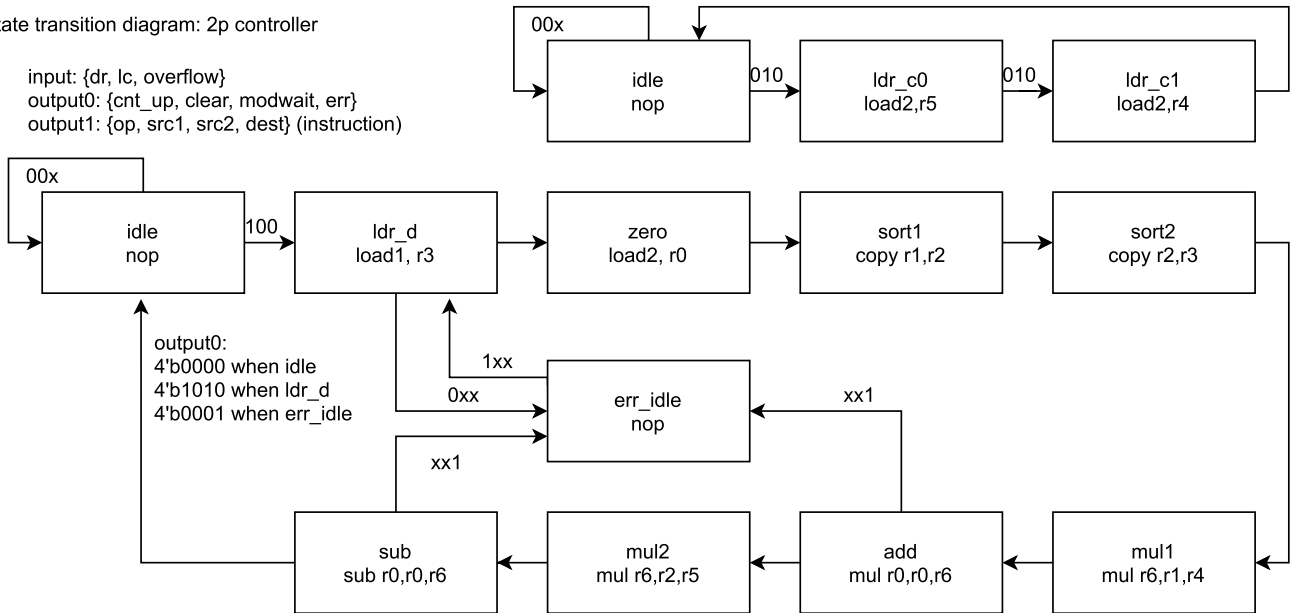 tate transition diagram: 2p controller
input: {dr, lc, overflow}
output0: {cnt_up, clear, modwait, err}
output1: {op, src1, src2, dest} (instruction)
00x
idle
nop
010
ldr_c0
load2,r5
010
ldr_c1
load2,r4
00x
idle
nop
100
ldr_d
load1, r3
zero
load2, r0
sort1
copy r1,r2
sort2
copy r2,r3
output0:
4'b0000 when idle
4'b1010 when ldr_d
4'b0001 when err_idle
1xx
0xx
xx1
err_idle
nop
xx1
sub
sub r0,r0,r6
mul2
mul r6,r2,r5
add
mul r0,r0,r6
mul1
mul r6,r1,r4